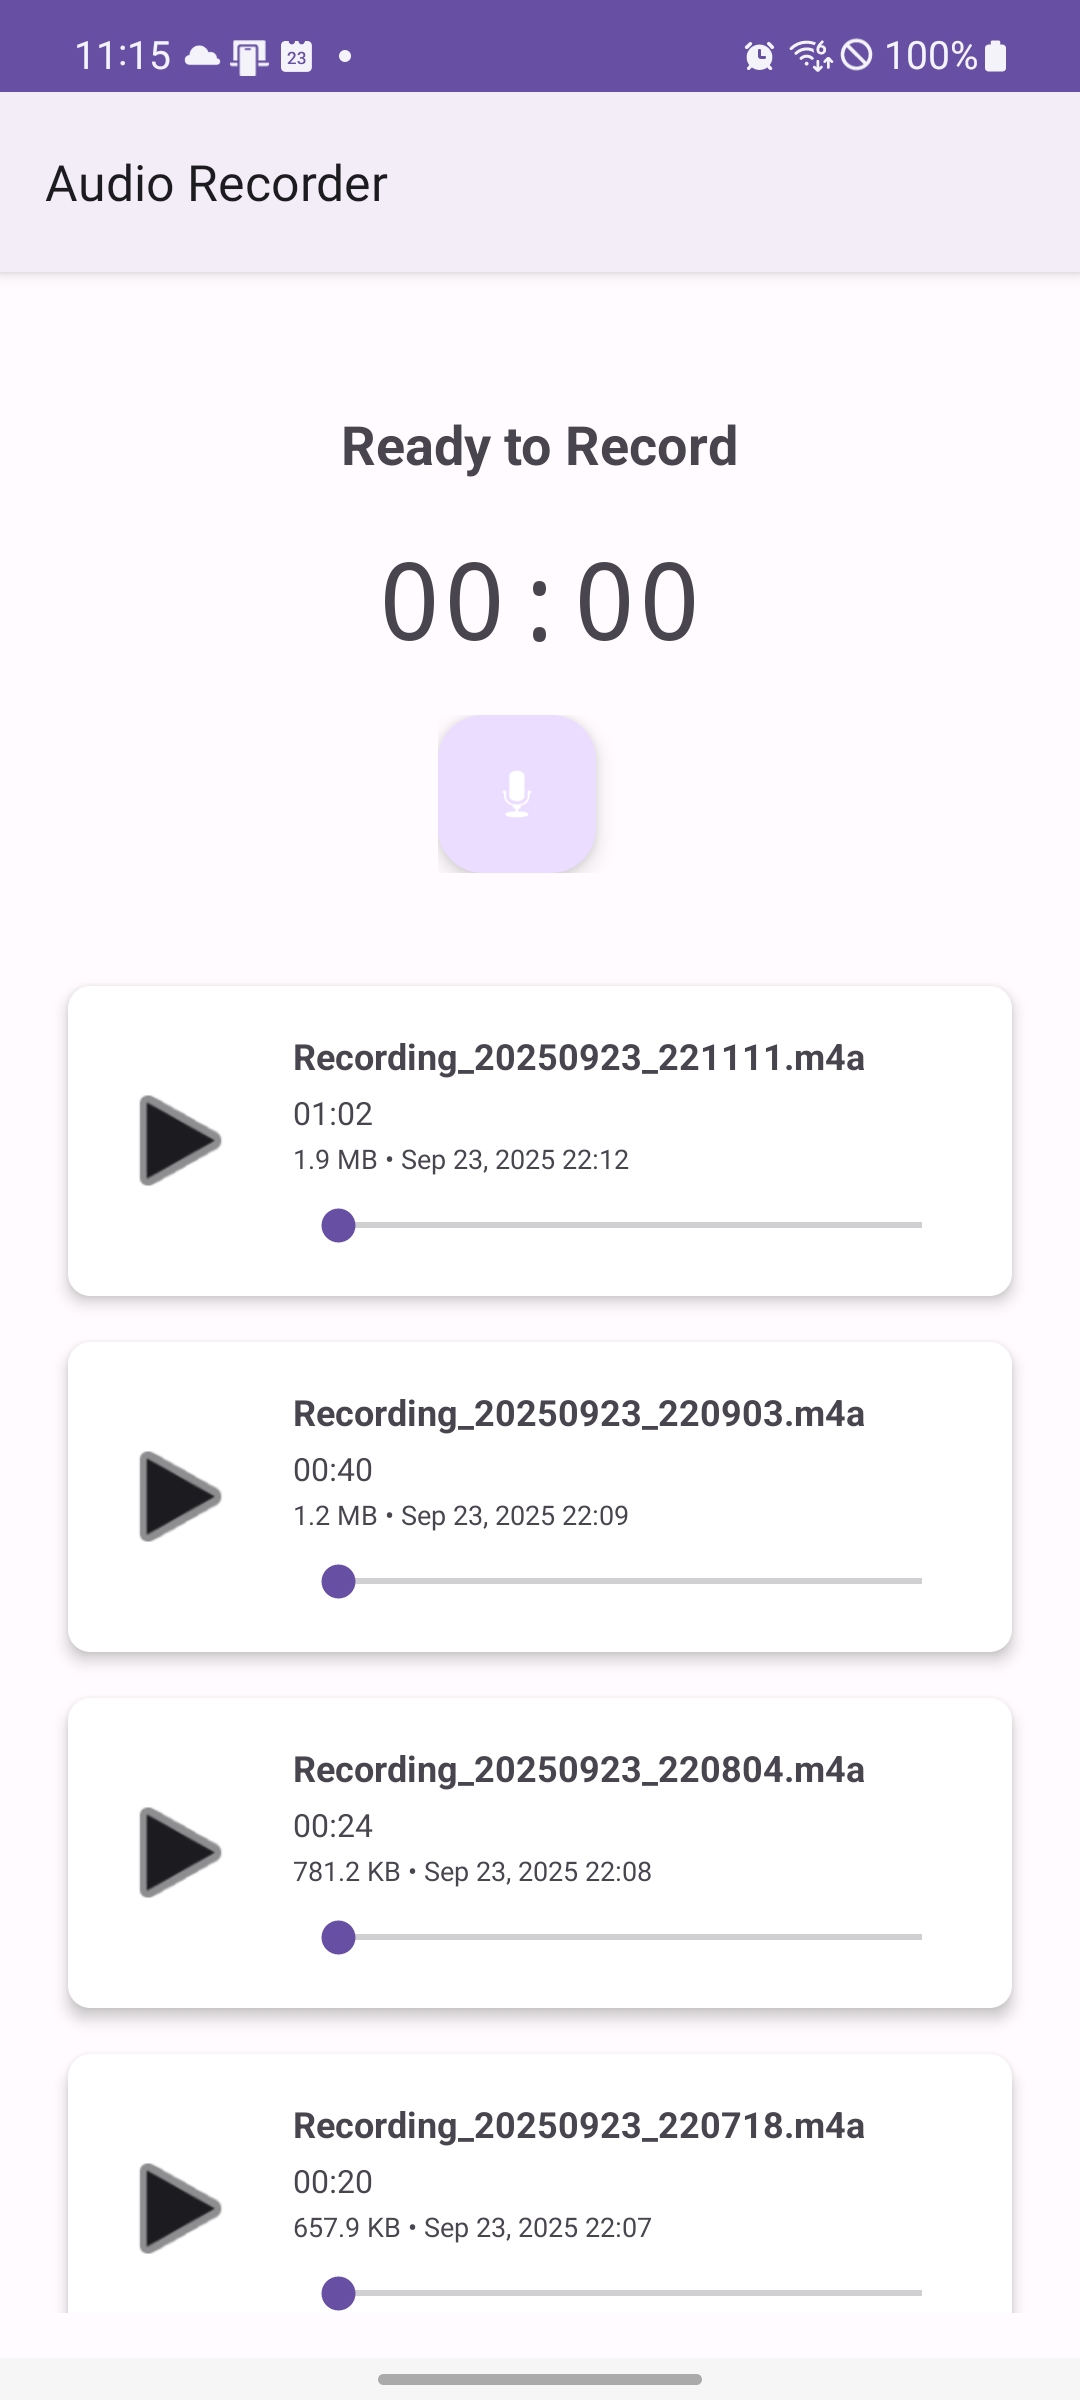 11:15 23 100%
Audio Recorder
Ready to Record
00:00
Recording_20250923_221111.m4a
01:02
1.9 MB • Sep 23, 2025 22:12
Recording_20250923_220903.m4a
00:40
1.2 MB • Sep 23, 2025 22:09
Recording_20250923_220804.m4a
00:24
781.2 KB • Sep 23, 2025 22:08
Recording_20250923_220718.m4a
00:20
657.9 KB • Sep 23, 2025 22:07